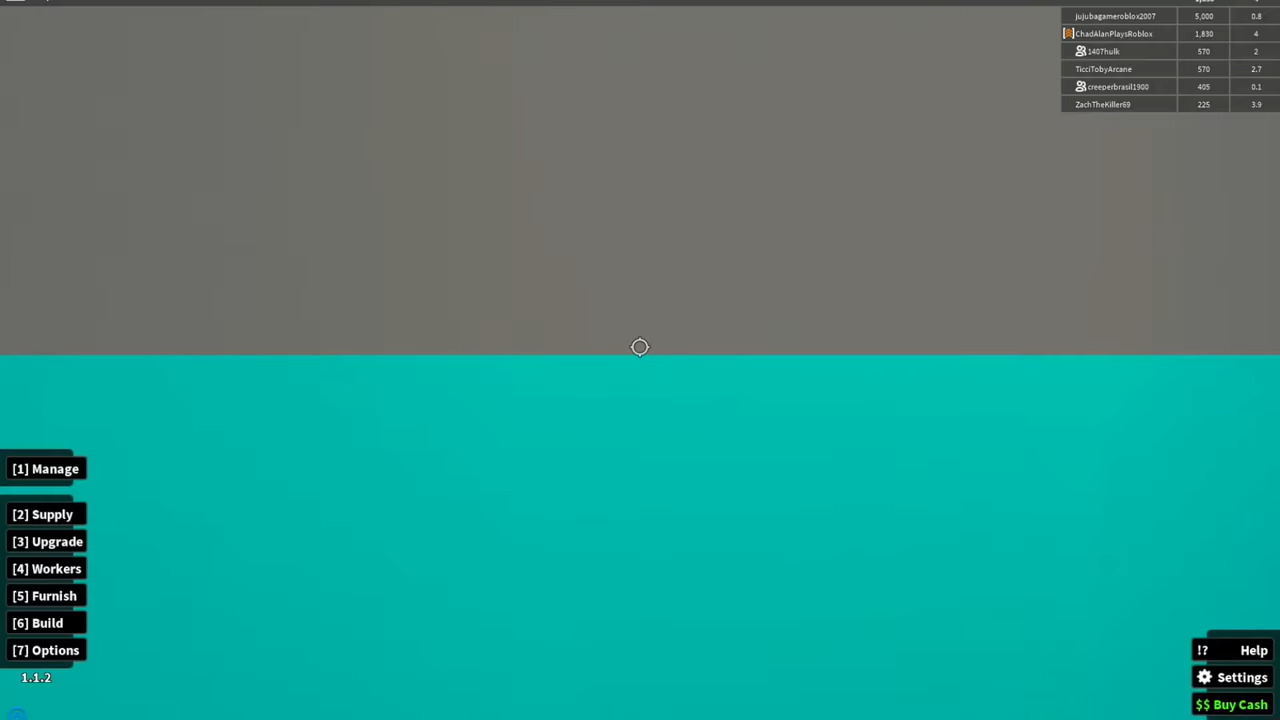 jujubagameroblox2007 5,000 0.8
ChadAlanPlaysRoblox 1,830 4
1407hulk 570 2
TicciTobyArcane 570 2.7
creeperbrasil1900 405 0.1
ZachTheKiller69 225 3.9
[1] Manage
[2] Supply
[3] Upgrade
[4] Workers
[5] Furnish
[6] Build
[7] Options
1.1.2
!? Help
Settings
$$ Buy Cash